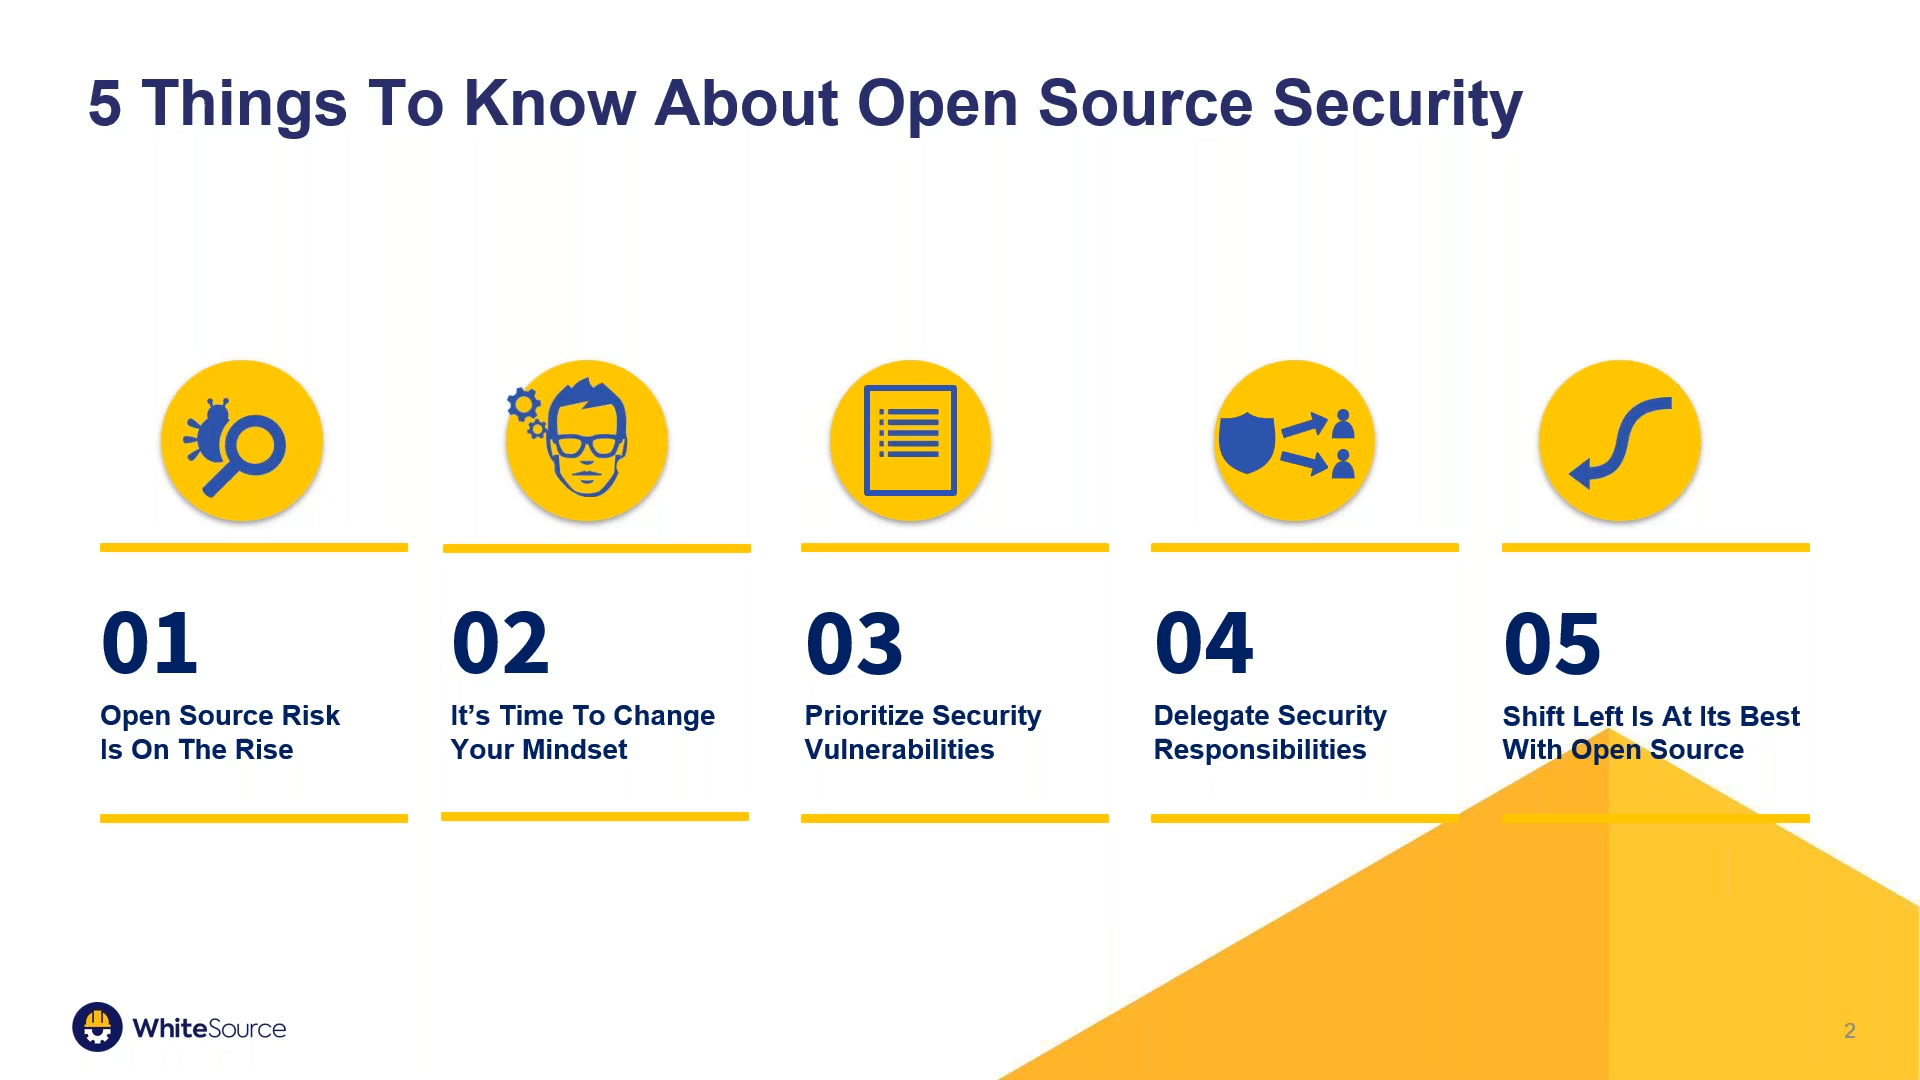 5 Things To Know About Open Source Security
01
Open Source Risk
Is On The Rise
02
It’s Time To Change
Your Mindset
03
Prioritize Security
Vulnerabilities
04
Delegate Security
Responsibilities
05
Shift Left Is At Its Best
With Open Source
WhiteSource
2